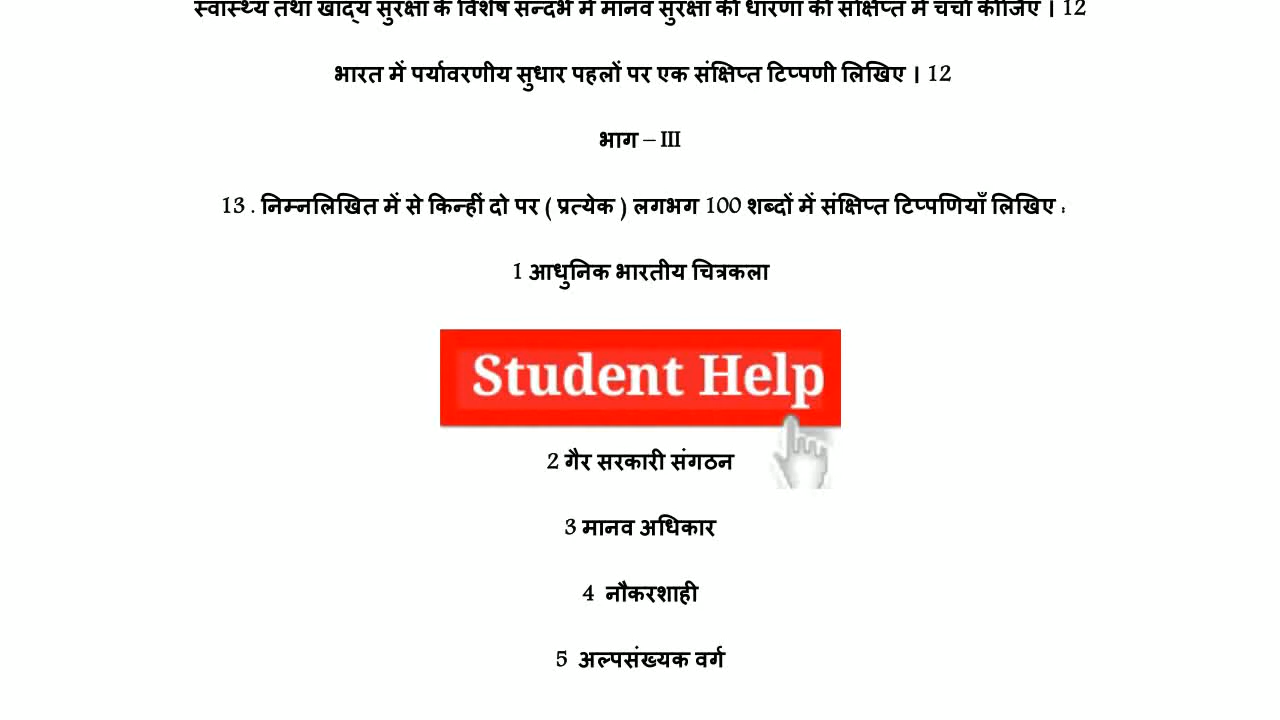 स्वास्थ्य तथा खाद्य सुरक्षा के विशेष सन्दर्भ में मानव सुरक्षा की धारणा की संक्षिप्त में चर्चा कीजिए । 12
भारत में पर्यावरणीय सुधार पहलों पर एक संक्षिप्त टिप्पणी लिखिए । 12
भाग – III
13 . निम्नलिखित में से किन्हीं दो पर ( प्रत्येक ) लगभग 100 शब्दों में संक्षिप्त टिप्पणियाँ लिखिए :
1 आधुनिक भारतीय चित्रकला
Student Help
2 गैर सरकारी संगठन
3 मानव अधिकार
4 नौकरशाही
5 अल्पसंख्यक वर्ग